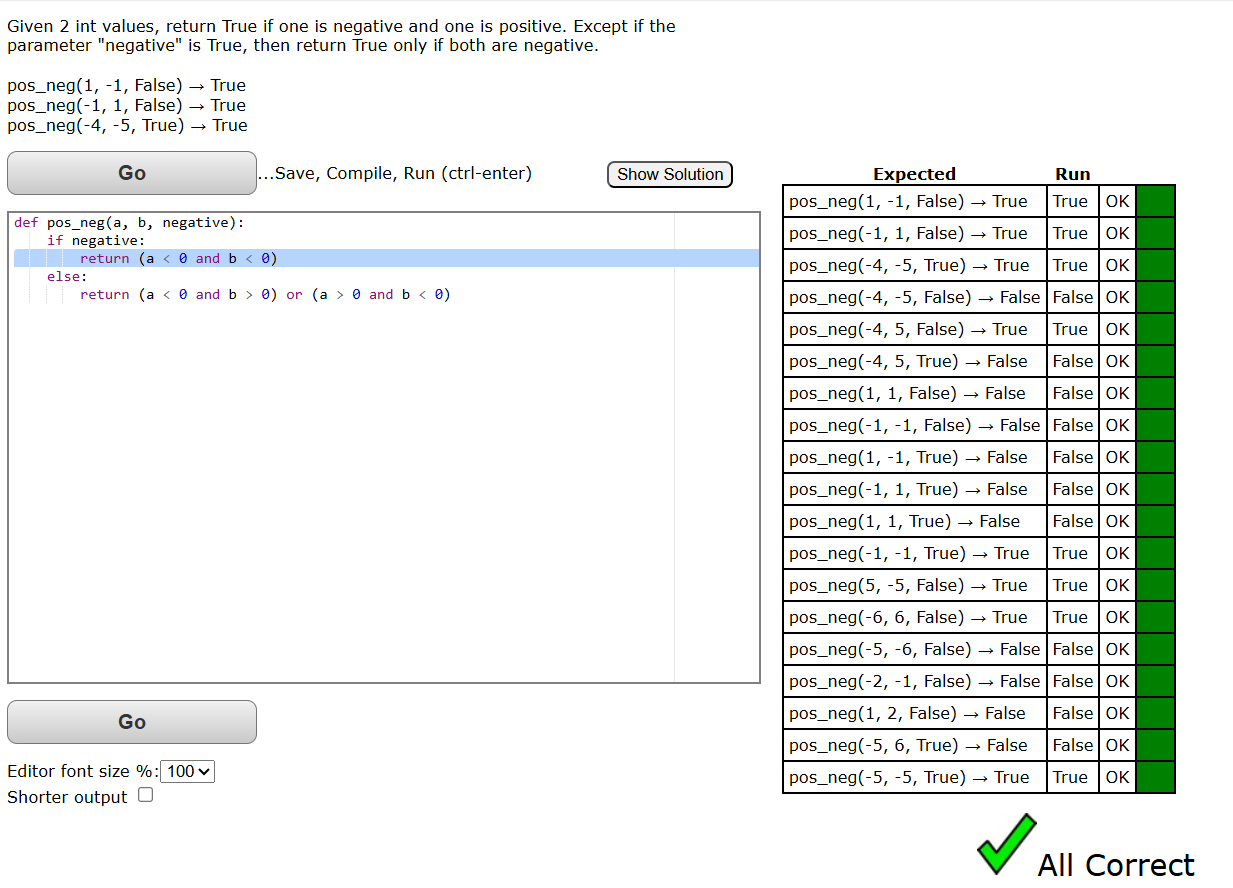 Given 2 int values, return True if one is negative and one is positive. Except if the
parameter "negative" is True, then return True only if both are negative.
pos_neg(1, -1, False) → True
pos_neg(-1, 1, False) → True
pos_neg(-4, -5, True) → True
Go ...Save, Compile, Run (ctrl-enter) Show Solution
def pos_neg(a, b, negative):
    if negative:
        return (a < 0 and b < 0)
    else:
        return (a < 0 and b > 0) or (a > 0 and b < 0)
Go
Editor font size %: 100
Shorter output
Expected Run
pos_neg(1, -1, False) → True True OK
pos_neg(-1, 1, False) → True True OK
pos_neg(-4, -5, True) → True True OK
pos_neg(-4, -5, False) → False False OK
pos_neg(-4, 5, False) → True True OK
pos_neg(-4, 5, True) → False False OK
pos_neg(1, 1, False) → False False OK
pos_neg(-1, -1, False) → False False OK
pos_neg(1, -1, True) → False False OK
pos_neg(-1, 1, True) → False False OK
pos_neg(1, 1, True) → False False OK
pos_neg(-1, -1, True) → True True OK
pos_neg(5, -5, False) → True True OK
pos_neg(-6, 6, False) → True True OK
pos_neg(-5, -6, False) → False False OK
pos_neg(-2, -1, False) → False False OK
pos_neg(1, 2, False) → False False OK
pos_neg(-5, 6, True) → False False OK
pos_neg(-5, -5, True) → True True OK
All Correct